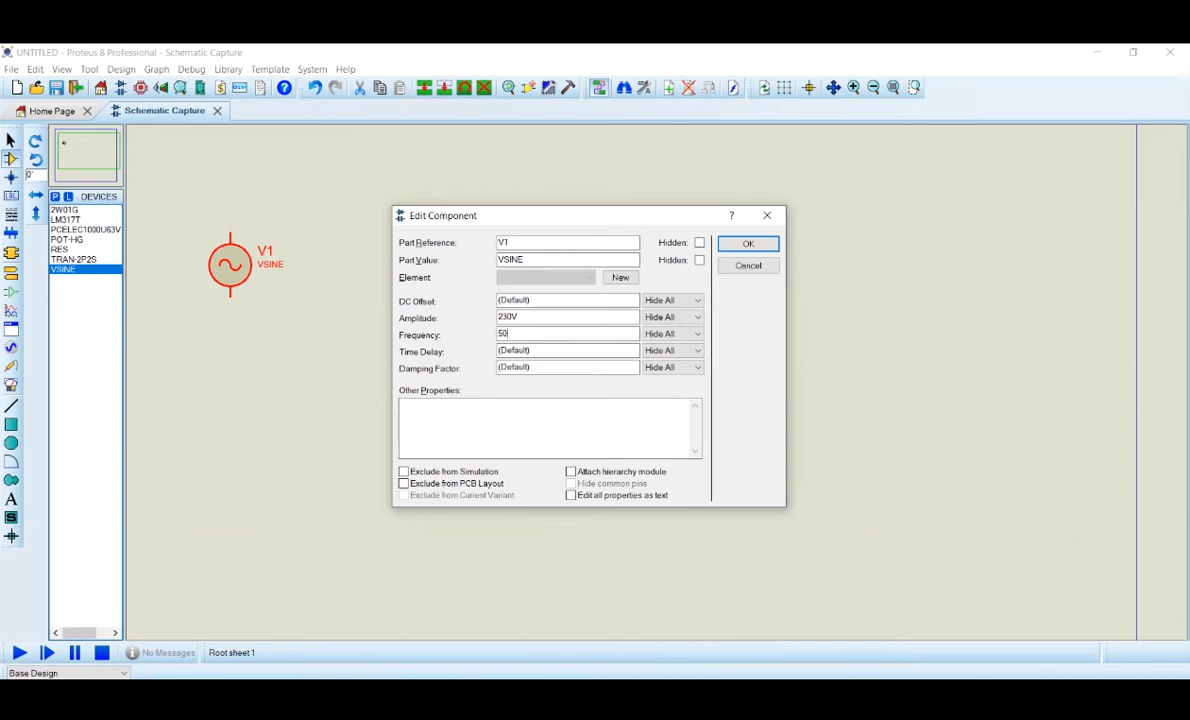 UNTITLED - Proteus 8 Professional - Schematic Capture
File Edit View Tool Design Graph Debug Library Template System Help
Home Page
Schematic Capture
0°
P L DEVICES
2W01G
LM317T
PCELEC1000U63V
POT-HG
RES
TRAN-2P2S
VSINE
LBL
A
S
V1
VSINE
Edit Component ?
Part Reference: V1 Hidden:
Part Value: VSINE Hidden:
Element: New
DC Offset: (Default) Hide All
Amplitude: 230V Hide All
Frequency: 50 Hide All
Time Delay: (Default) Hide All
Damping Factor: (Default) Hide All
Other Properties:
Exclude from Simulation Attach hierarchy module
Exclude from PCB Layout Hide common pins
Exclude from Current Variant Edit all properties as text
OK
Cancel
No Messages Root sheet 1
Base Design